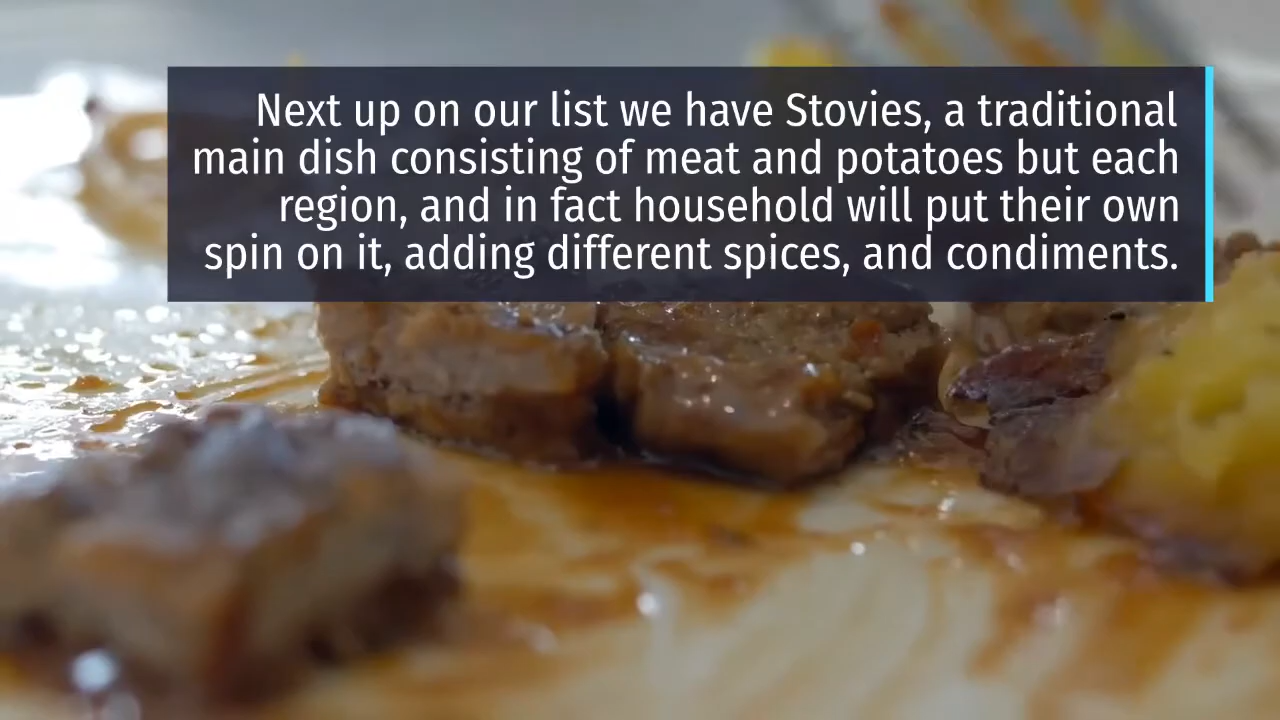 Next up on our list we have Stovies, a traditional
main dish consisting of meat and potatoes but each
region, and in fact household will put their own
spin on it, adding different spices, and condiments.